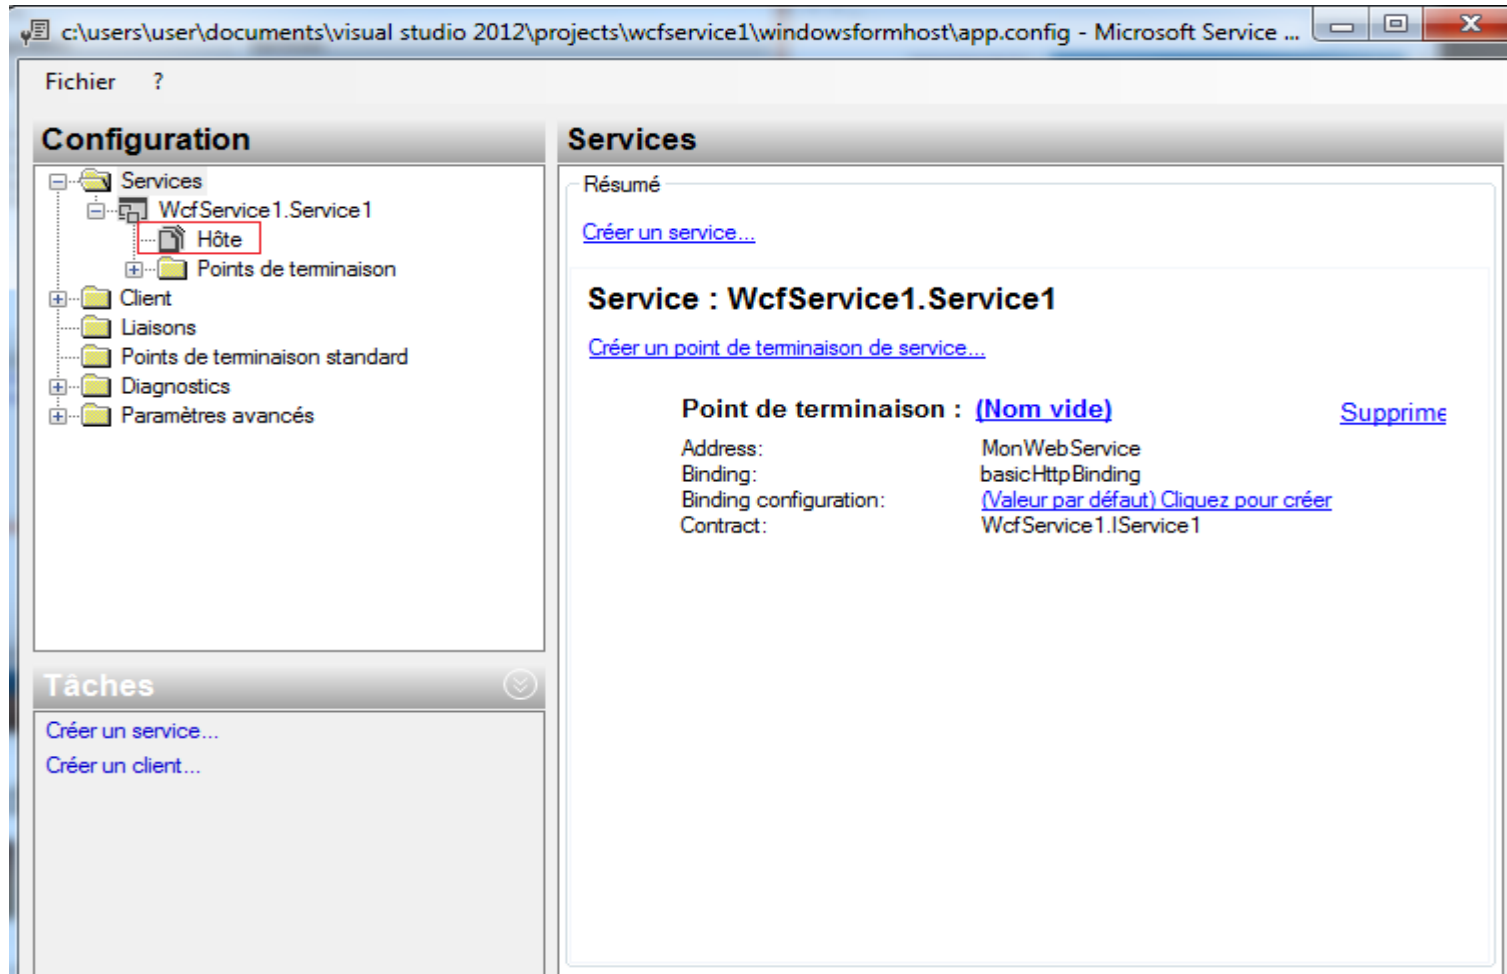 c:\users\user\documents\visual studio 2012\projects\wcfservice1\windowsformhost\app.config - Microsoft Service ...
Fichier ?
Configuration
Services
WcfService1.Service1
Hôte
Points de terminaison
Client
Liaisons
Points de terminaison standard
Diagnostics
Paramètres avancés
Tâches
Créer un service...
Créer un client...
Services
Résumé
Créer un service...
Service : WcfService1.Service1
Créer un point de terminaison de service...
Point de terminaison : (Nom vide) Supprime
Address: MonWebService
Binding: basicHttpBinding
Binding configuration: (Valeur par défaut) Cliquez pour créer
Contract: WcfService1.IService1